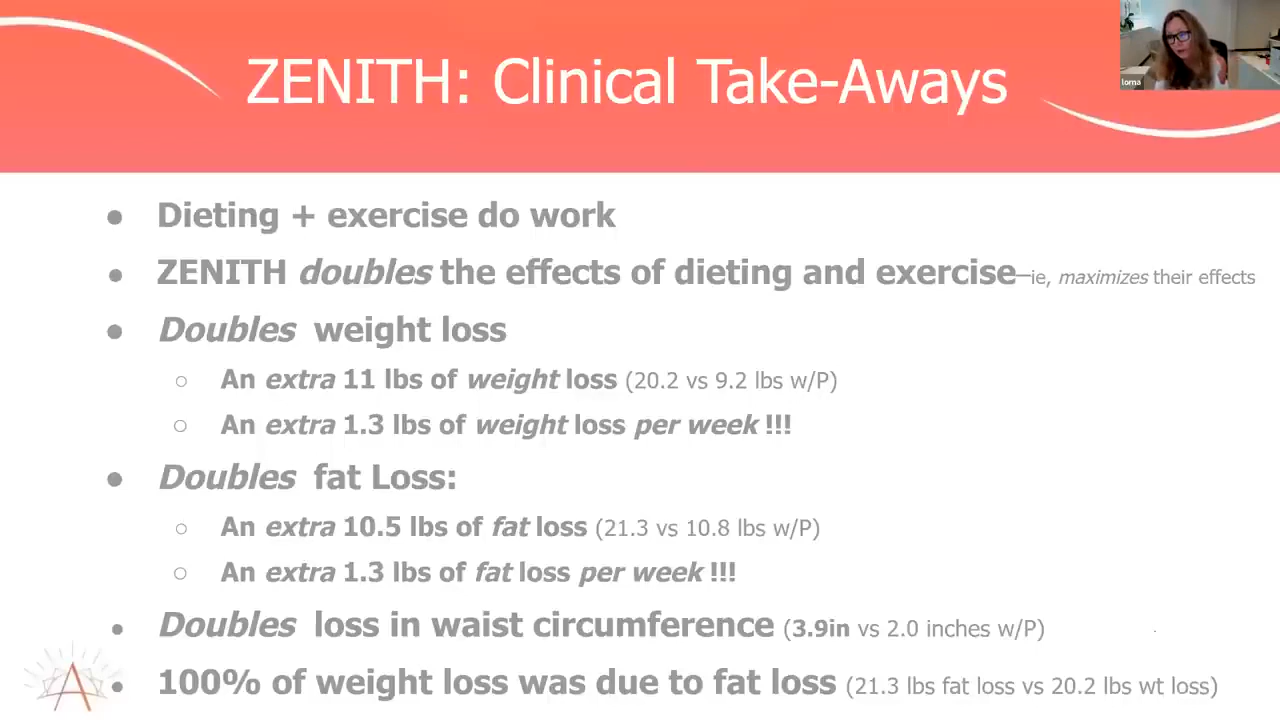 ZENITH: Clinical Take-Aways
lorna
● Dieting + exercise do work
● ZENITH doubles the effects of dieting and exercise–ie, maximizes their effects
● Doubles weight loss
○ An extra 11 lbs of weight loss (20.2 vs 9.2 lbs w/P)
○ An extra 1.3 lbs of weight loss per week !!!
● Doubles fat Loss:
○ An extra 10.5 lbs of fat loss (21.3 vs 10.8 lbs w/P)
○ An extra 1.3 lbs of fat loss per week !!!
● Doubles loss in waist circumference (3.9in vs 2.0 inches w/P)
● 100% of weight loss was due to fat loss (21.3 lbs fat loss vs 20.2 lbs wt loss)